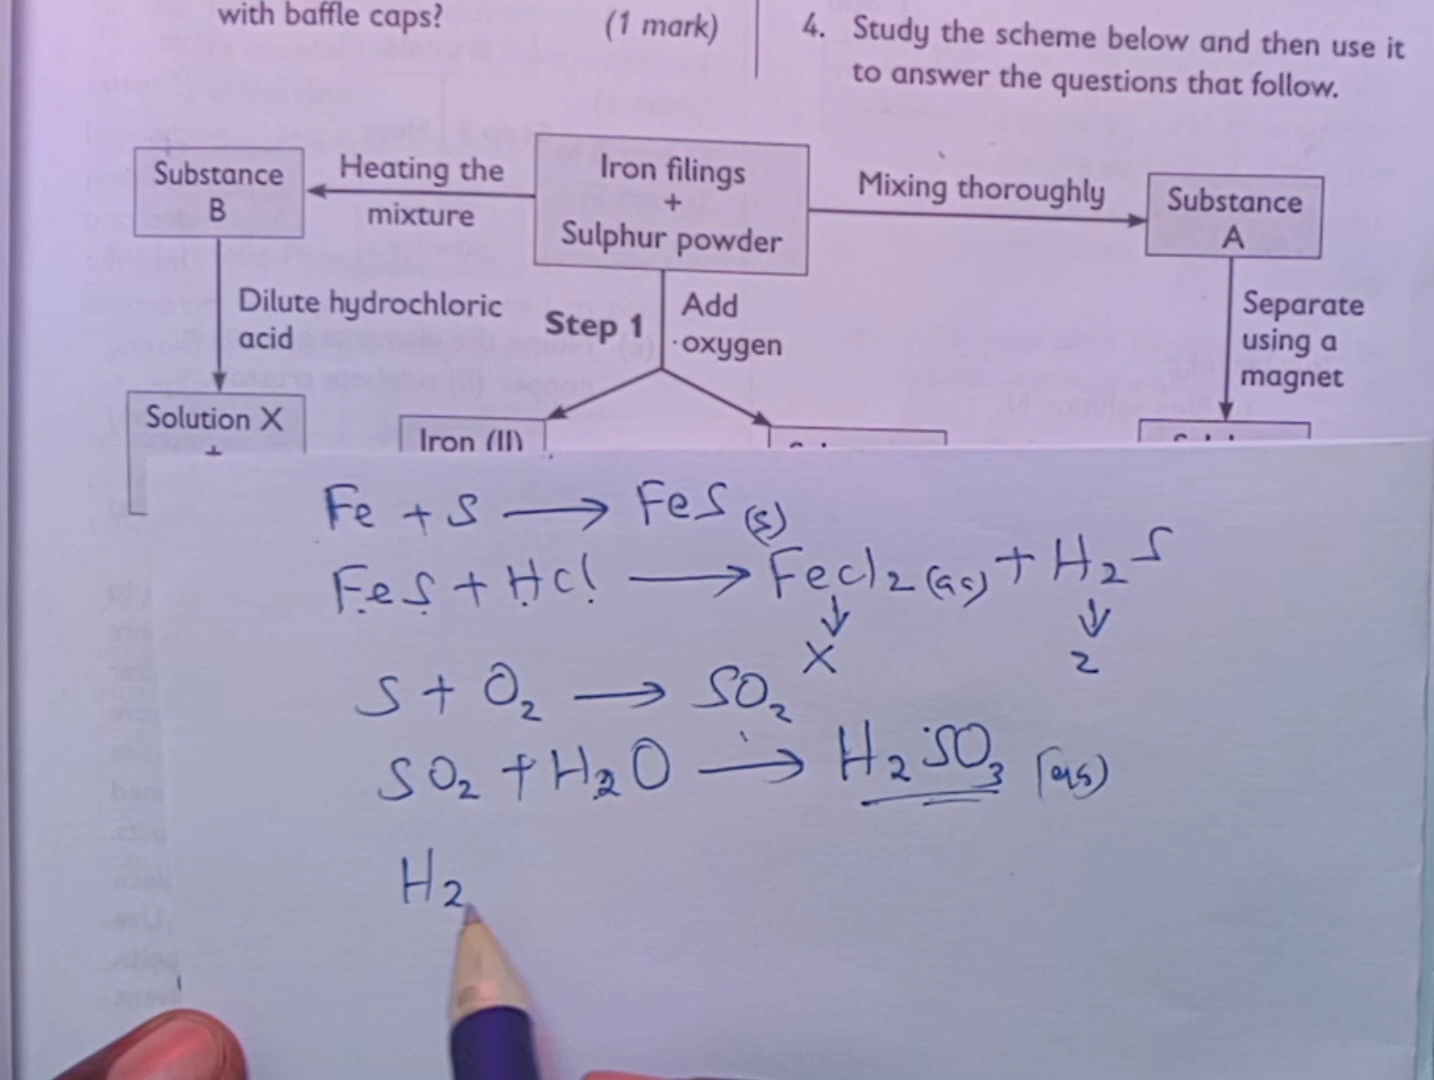 with baffle caps?
(1 mark)
4. Study the scheme below and then use it
to answer the questions that follow.
Substance
B
Heating the
mixture
Iron filings
+
Sulphur powder
Mixing thoroughly
Substance
A
Dilute hydrochloric
acid
Step 1
Add
oxygen
Separate
using a
magnet
Solution X
+
Iron (II)
Fe + S → FeS (s)
FeS + HCl → FeCl2 (aq) + H2S
↓ ↓
X Z
S + O2 → SO2
SO2 + H2O → H2SO3 (aq)
H2